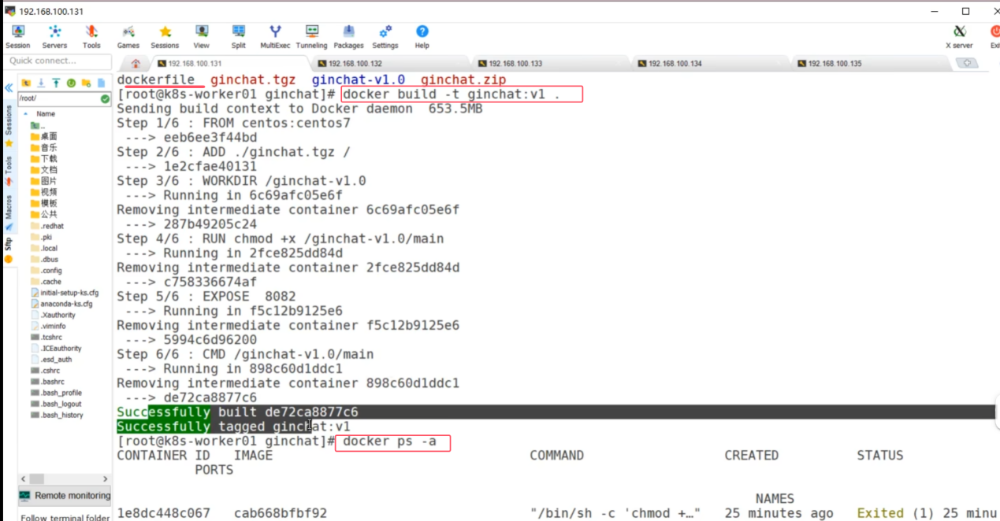 192.168.100.131
Session Servers Tools Games Sessions View Split MultiExec Tunneling Packages Settings Help X server
Quick connect...
192.168.100.131 192.168.100.132 192.168.100.133 192.168.100.134 192.168.100.135
/root/
Name
..
桌面
音乐
下载
文档
图片
视频
模板
公共
.redhat
.pki
.local
.dbus
.config
.cache
initial-setup-ks.cfg
anaconda-ks.cfg
.Xauthority
.viminfo
.tcshrc
.ICEauthority
.esd_auth
.cshrc
.bashrc
.bash_profile
.bash_logout
.bash_history
Remote monitoring
Follow terminal folder
Sessions
Tools
Macros
Sftp
dockerfile ginchat.tgz ginchat-v1.0 ginchat.zip
[root@k8s-worker01 ginchat]# docker build -t ginchat:v1 .
Sending build context to Docker daemon 653.5MB
Step 1/6 : FROM centos:centos7
---> eeb6ee3f44bd
Step 2/6 : ADD ./ginchat.tgz /
---> 1e2cfae40131
Step 3/6 : WORKDIR /ginchat-v1.0
---> Running in 6c69afc05e6f
Removing intermediate container 6c69afc05e6f
---> 287b49205c24
Step 4/6 : RUN chmod +x /ginchat-v1.0/main
---> Running in 2fce825dd84d
Removing intermediate container 2fce825dd84d
---> c758336674af
Step 5/6 : EXPOSE 8082
---> Running in f5c12b9125e6
Removing intermediate container f5c12b9125e6
---> 5994c6d96200
Step 6/6 : CMD /ginchat-v1.0/main
---> Running in 898c60d1ddc1
Removing intermediate container 898c60d1ddc1
---> de72ca8877c6
Successfully built de72ca8877c6
Successfully tagged ginchat:v1
[root@k8s-worker01 ginchat]# docker ps -a
CONTAINER ID IMAGE COMMAND CREATED STATUS
PORTS
NAMES
1e8dc448c067 cab668bfbf92 "/bin/sh -c 'chmod +…" 25 minutes ago Exited (1) 25 minu